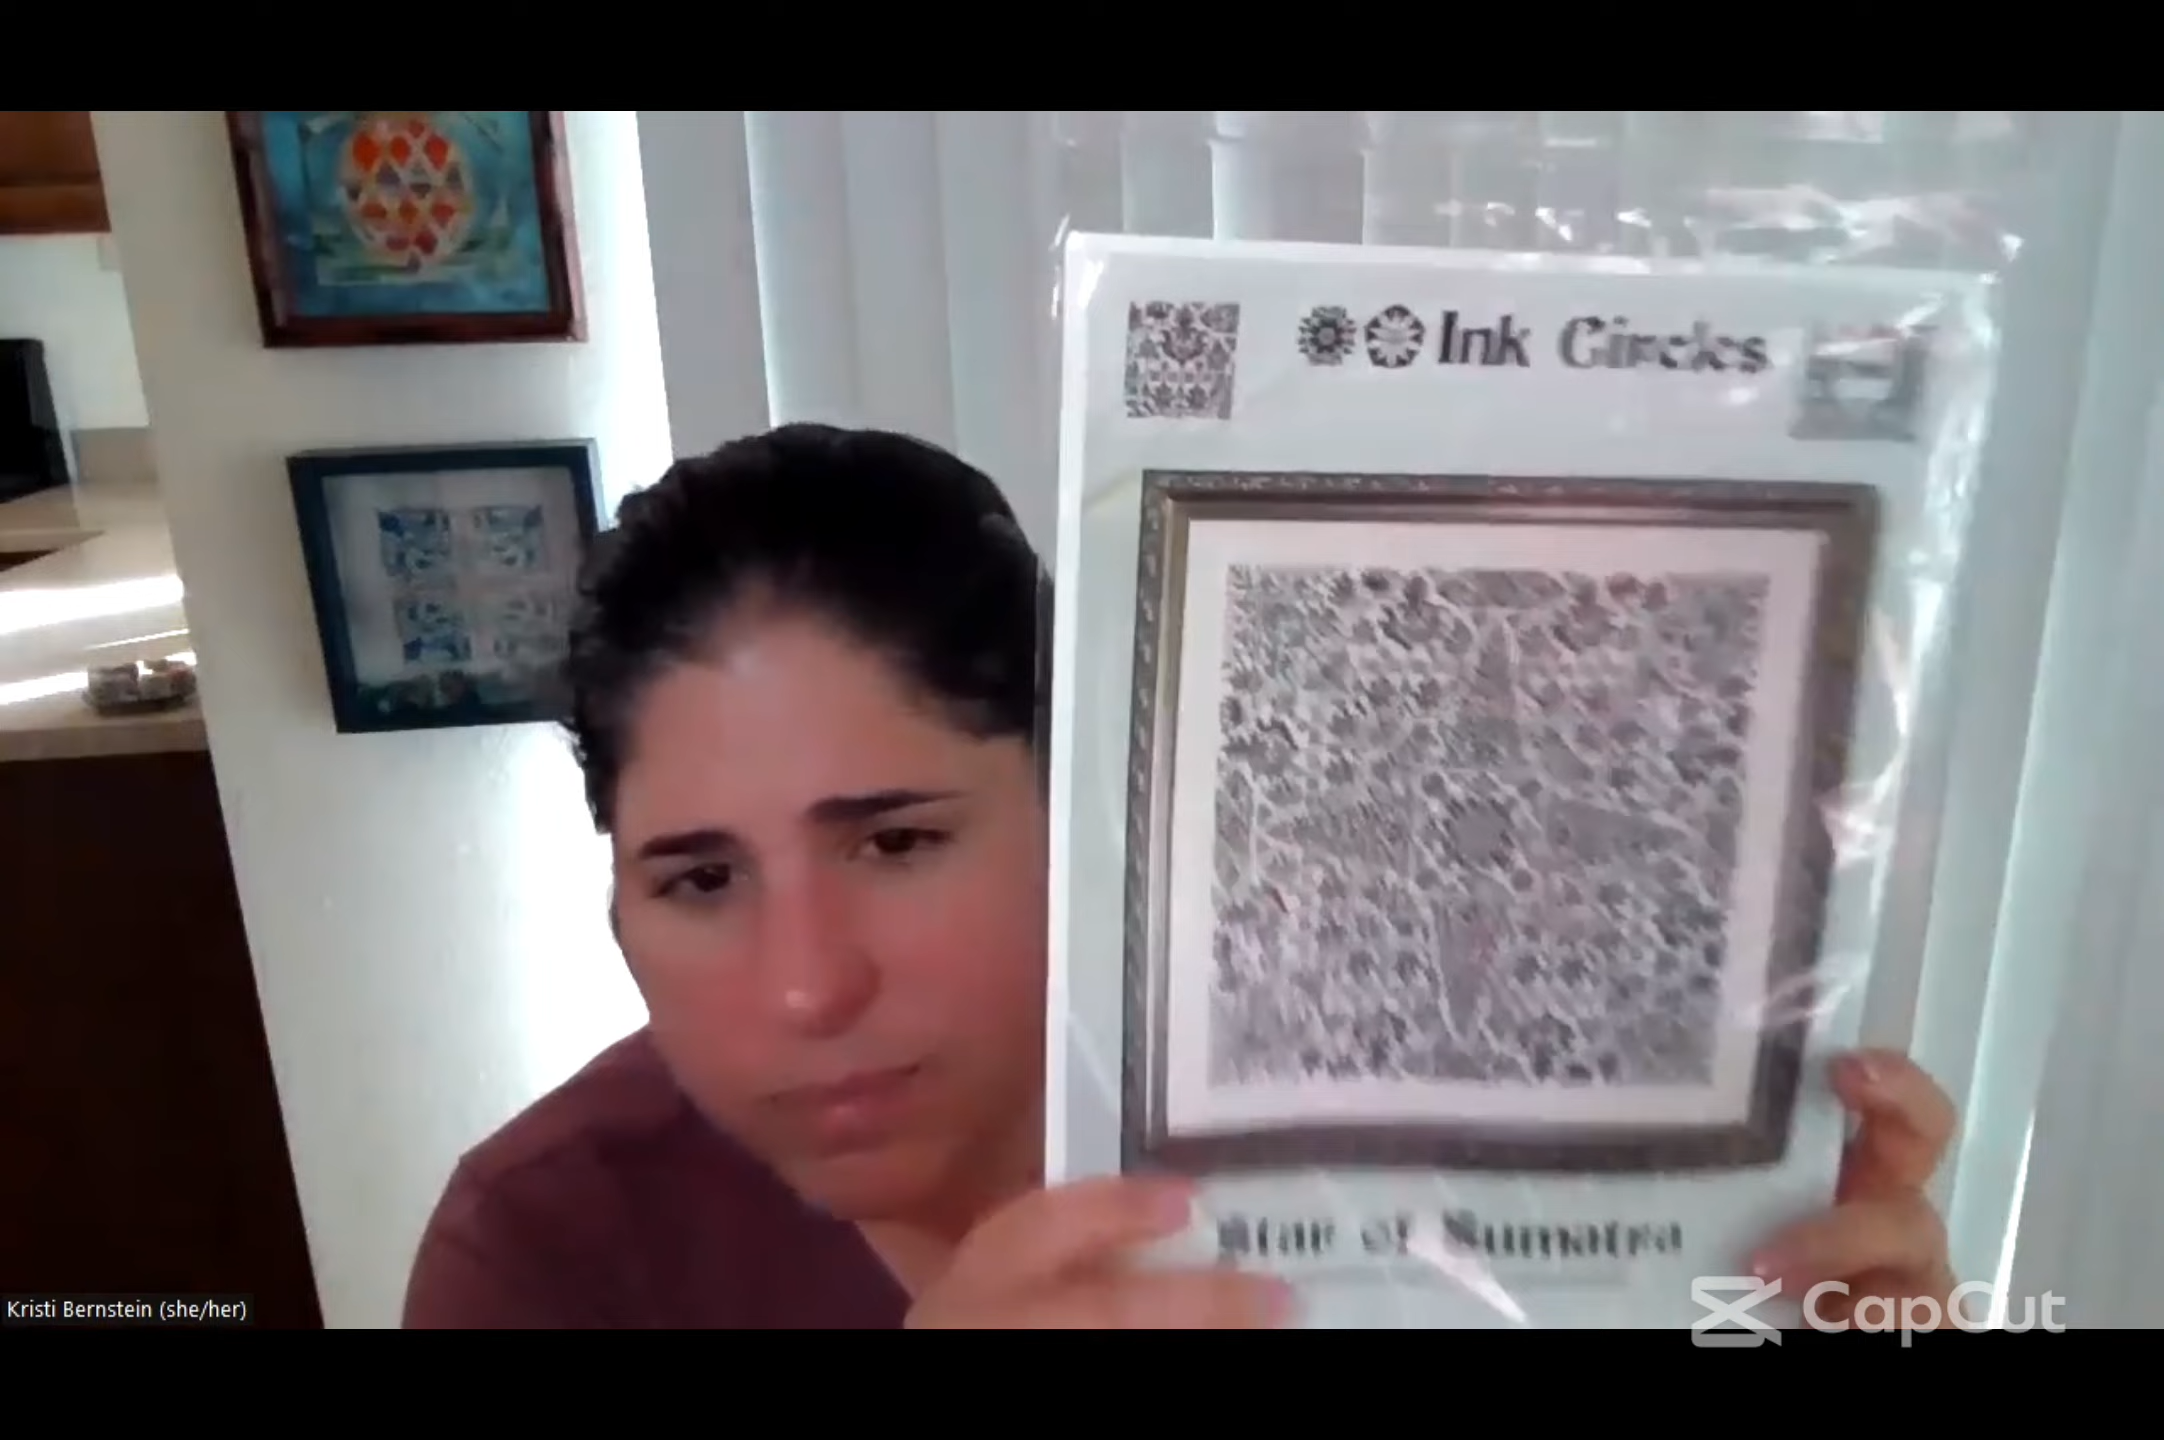 Ink Circles
Star of Sumatra
Kristi Bernstein (she/her)
CapCut